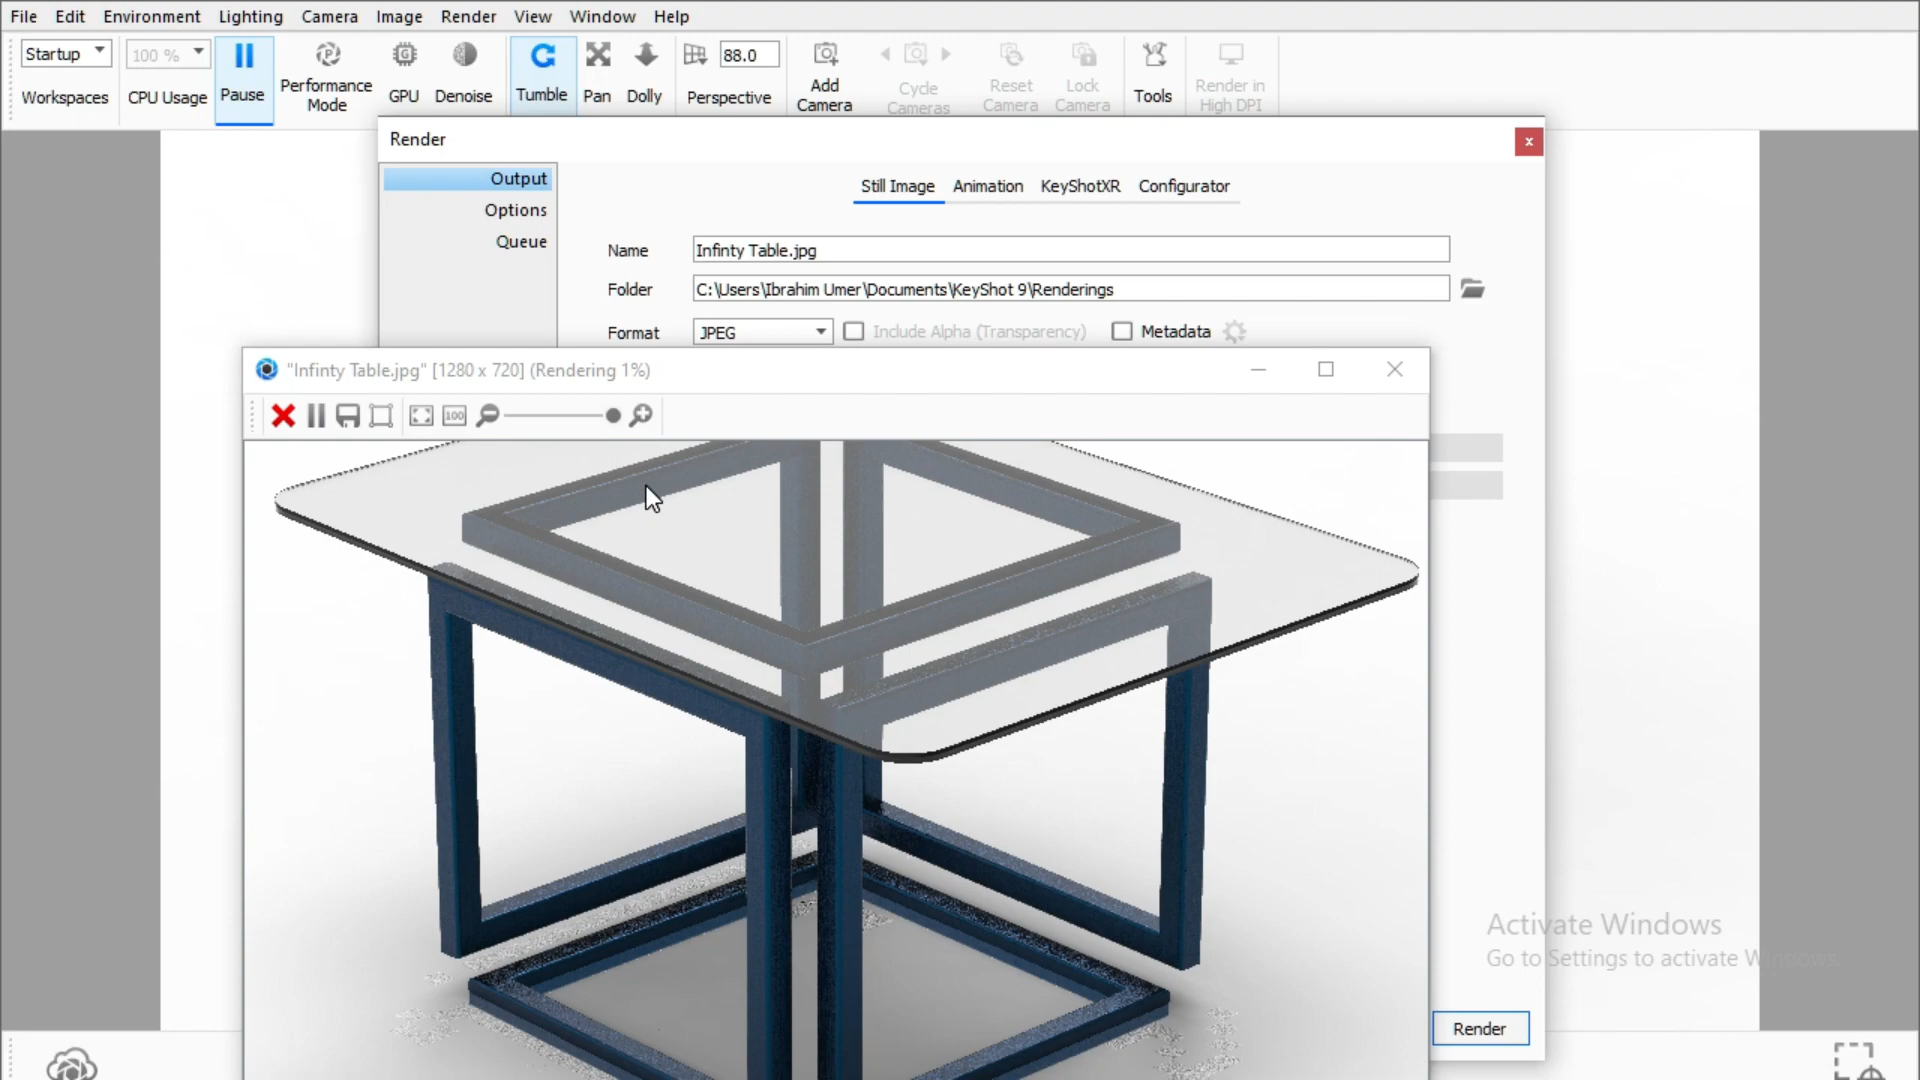 File Edit Environment Lighting Camera Image Render View Window Help
Startup 100 % 88.0
Workspaces CPU Usage Pause Performance Mode GPU Denoise Tumble Pan Dolly Perspective Add Camera Cycle Cameras Reset Camera Lock Camera Tools Render in High DPI
Render x
Output
Options
Queue
Still Image Animation KeyShotXR Configurator
Name Infinty Table.jpg
Folder C:\Users\Ibrahim Umer\Documents\KeyShot 9\Renderings
Format JPEG Include Alpha (Transparency) Metadata
"Infinty Table.jpg" [1280 x 720] (Rendering 1%)
100
Activate Windows
Go to Settings to activate Windows.
Render